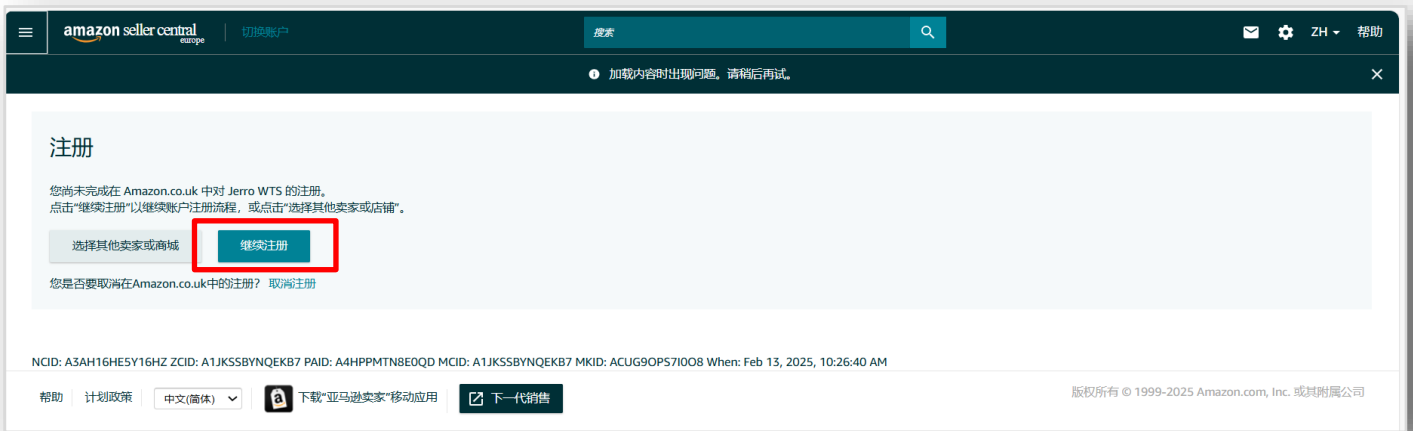 amazon seller central
europe
切换账户
搜索
ZH
帮助
加载内容时出现问题。请稍后再试。
注册
您尚未完成在 Amazon.co.uk 中对 Jerro WTS 的注册。
点击“继续注册”以继续账户注册流程，或点击“选择其他卖家或店铺”。
选择其他卖家或商城
继续注册
您是否要取消在Amazon.co.uk中的注册？ 取消注册
NCID: A3AH16HE5Y16HZ ZCID: A1JKSSBYNQEKB7 PAID: A4HPPMTN8E0QD MCID: A1JKSSBYNQEKB7 MKID: ACUG9OPS7I0O8 When: Feb 13, 2025, 10:26:40 AM
帮助
计划政策
中文(简体)
下载“亚马逊卖家”移动应用
下一代销售
版权所有 © 1999-2025 Amazon.com, Inc. 或其附属公司